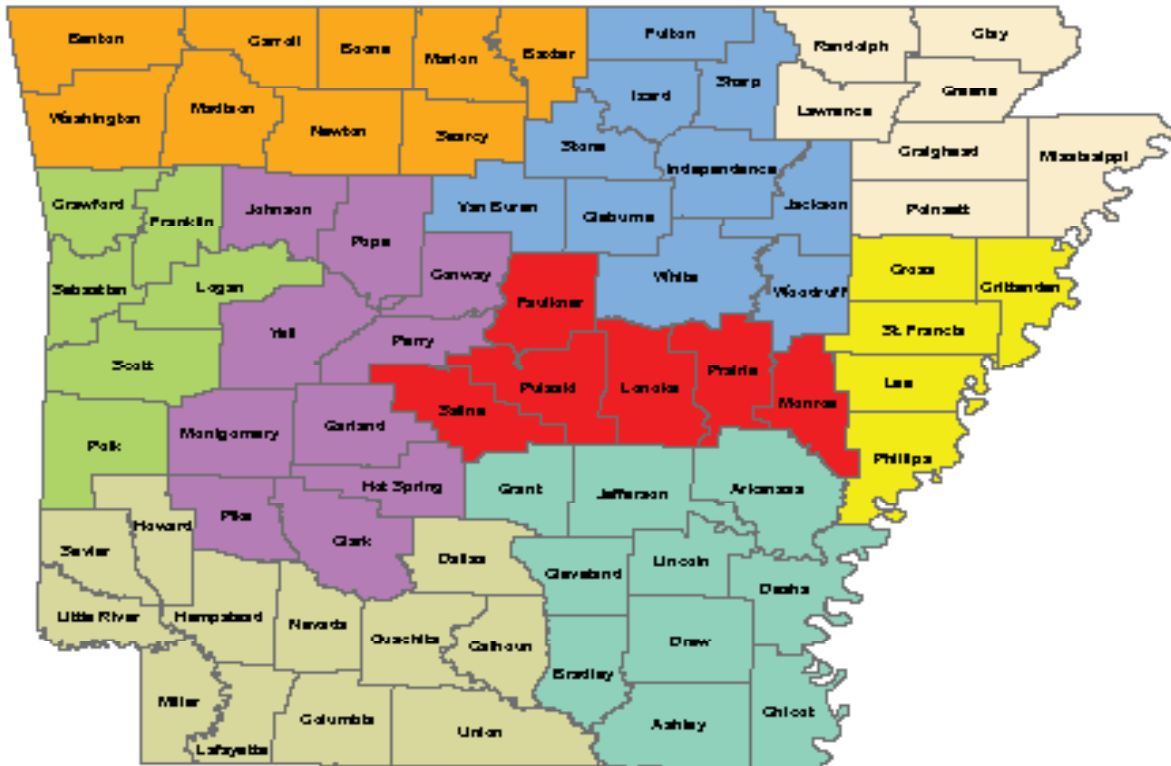 Benton
Carroll
Boone
Marion
Baxter
Fulton
Randolph
Clay
Sharp
Izard
Greene
Lawrence
Washington
Madison
Newton
Searcy
Stone
Craighead
Mississippi
Independence
Crawford
Franklin
Johnson
Pope
Van Buren
Cleburne
Jackson
Poinsett
Sebastian
Logan
Conway
White
Woodruff
Cross
Crittenden
Faulkner
Yell
Perry
St. Francis
Scott
Pulaski
Lonoke
Prairie
Lee
Saline
Monroe
Polk
Montgomery
Garland
Phillips
Hot Spring
Grant
Jefferson
Arkansas
Howard
Pike
Clark
Sevier
Dallas
Cleveland
Lincoln
Desha
Little River
Hempstead
Nevada
Ouachita
Calhoun
Drew
Bradley
Miller
Lafayette
Columbia
Union
Ashley
Chicot